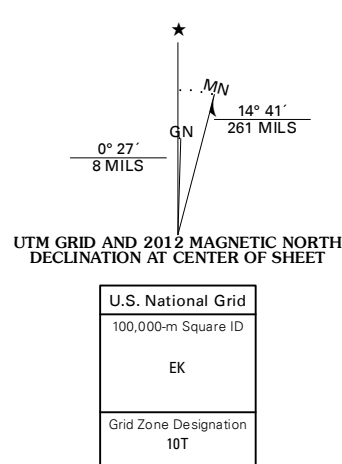 ★
MN
14° 41´
261 MILS
GN
0° 27´
8 MILS
UTM GRID AND 2012 MAGNETIC NORTH
DECLINATION AT CENTER OF SHEET
U.S. National Grid
100,000-m Square ID
EK
Grid Zone Designation
10T